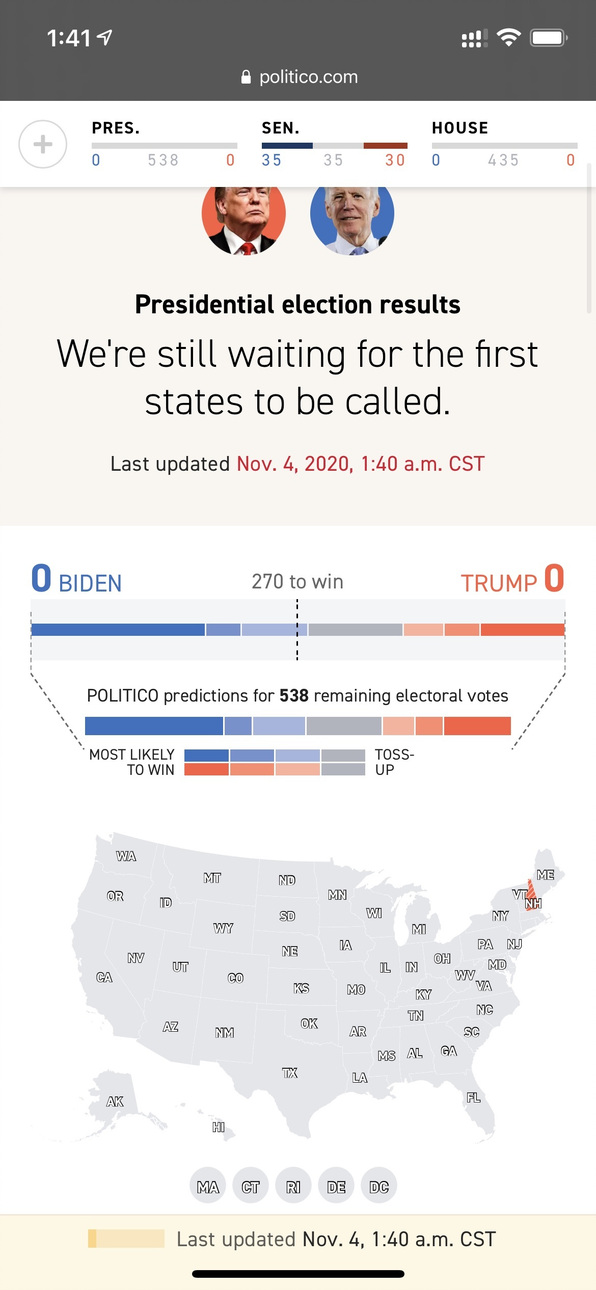 1:41
politico.com
PRES.
SEN.
HOUSE
0 538 0
35 35 30
0 435 0
Presidential election results
We're still waiting for the first
states to be called.
Last updated Nov. 4, 2020, 1:40 a.m. CST
0 BIDEN
270 to win
TRUMP 0
POLITICO predictions for 538 remaining electoral votes
MOST LIKELY
TO WIN
TOSS-
UP
WA
MT
ND
MN
ME
OR
ID
WY
SD
WI
MI
VT
NH
NY
NV
UT
CO
NE
IA
IL
IN
OH
PA
NJ
CA
KS
MO
KY
WV
MD
VA
AZ
NM
OK
AR
TN
NC
SC
TX
LA
MS
AL
GA
FL
AK
HI
MA
CT
RI
DE
DC
Last updated Nov. 4, 1:40 a.m. CST